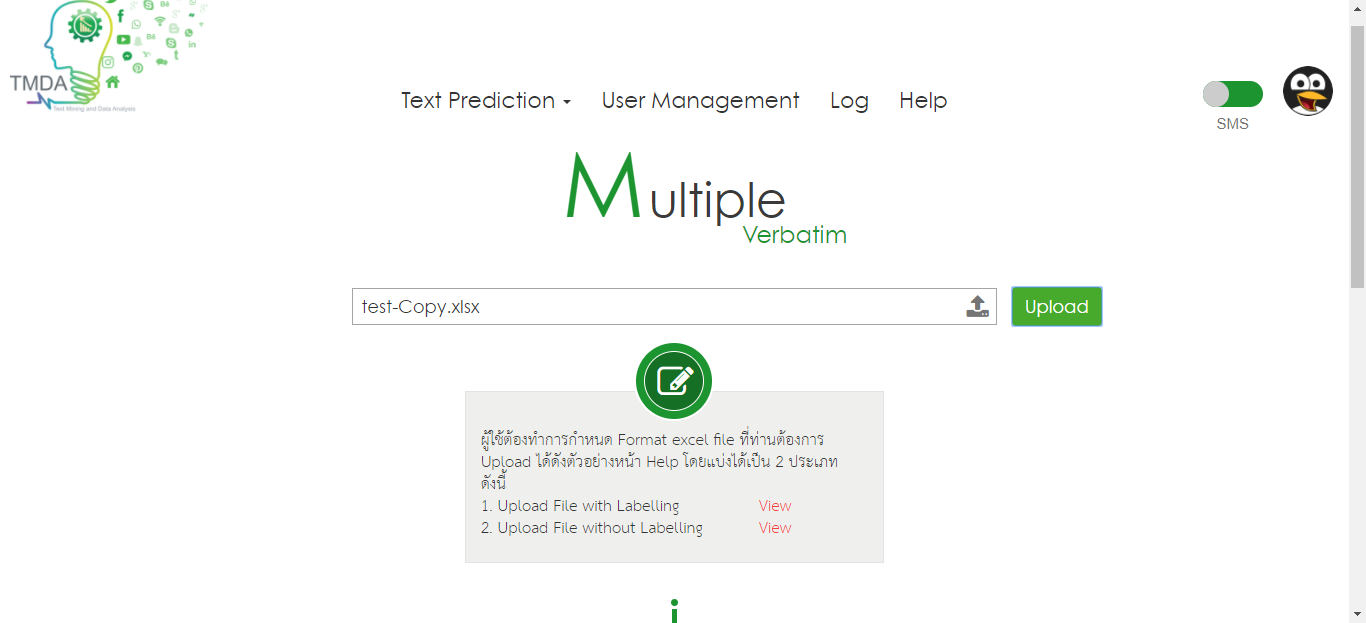 TMDA
Text Mining and Data Analysis
Text Prediction
User Management
Log
Help
SMS
Multiple
Verbatim
test-Copy.xlsx
Upload
ผู้ใช้ต้องทำการกำหนด Format excel file ที่ท่านต้องการ
Upload ได้ดังตัวอย่างหน้า Help โดยแบ่งได้เป็น 2 ประเภท
ดังนี้
1. Upload File with Labelling View
2. Upload File without Labelling View